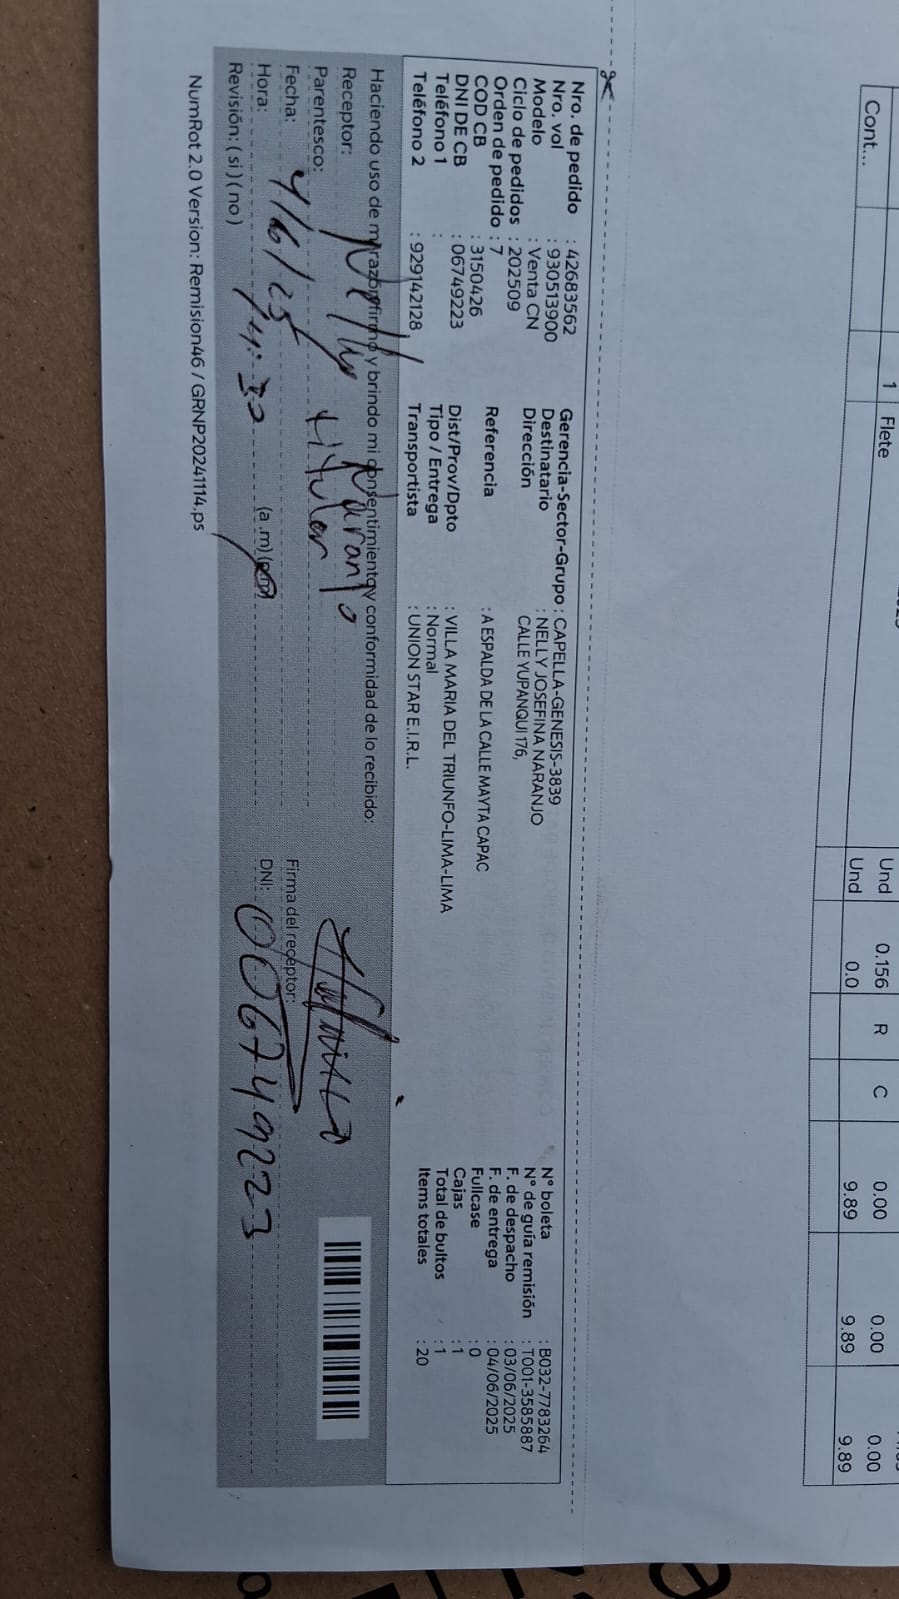 1 Flete Und 0.156 R C 0.00 0.00 0.00
Cont... Und 0.0 9.89 9.89 9.89
Nro. de pedido : 42683562 Gerencia-Sector-Grupo : CAPELLA-GENESIS-3839 N° boleta : B032-7783264
Nro. vol : 930513900 Destinatario : NELLY JOSEFINA NARANJO N° de guía remisión : T001-3585887
Modelo : Venta CN Dirección CALLE YUPANQUI 176, F. de despacho : 03/06/2025
Ciclo de pedidos : 202509 F. de entrega : 04/06/2025
Orden de pedido : 7 Referencia : A ESPALDA DE LA CALLE MAYTA CAPAC Fullcase : 0
COD CB : 3150426 Cajas : 1
DNI DE CB : 06749223 Dist/Prov/Dpto : VILLA MARIA DEL TRIUNFO-LIMA-LIMA Total de bultos : 1
Teléfono 1 : Tipo / Entrega : Normal Items totales : 20
Teléfono 2 : 929142128 Transportista : UNION STAR E.I.R.L.
Haciendo uso de mi razón firmo y brindo mi consentimiento y conformidad de lo recibido:
Receptor: Nelly Naranjo
Parentesco: titular
Fecha: 4/6/25 Firma del receptor:
Hora: 14:30 (a.m) (p.m) DNI: 06749223
Revisión: ( si ) ( no )
NumRot 2.0 Version: Remision46 / GRNP20241114.ps